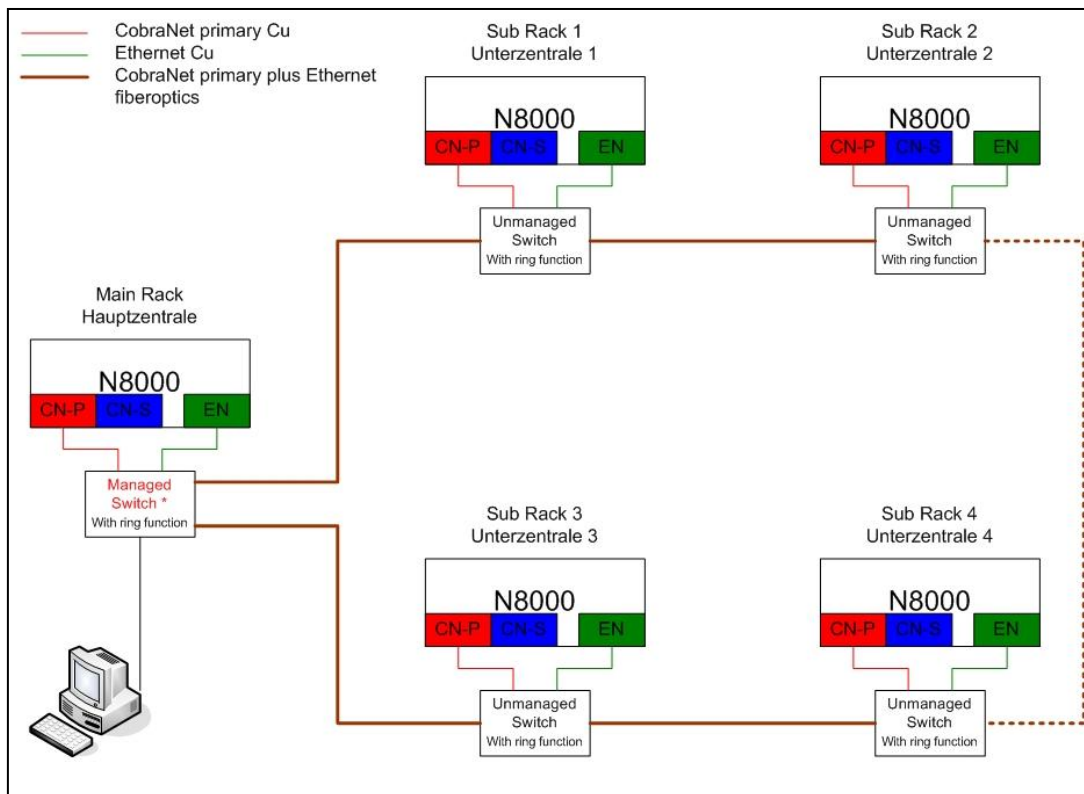 CobraNet primary Cu
Ethernet Cu
CobraNet primary plus Ethernet
fiberoptics
Sub Rack 1
Unterzentrale 1
N8000
CN-P CN-S EN
Unmanaged
Switch
With ring function
Sub Rack 2
Unterzentrale 2
N8000
CN-P CN-S EN
Unmanaged
Switch
With ring function
Main Rack
Hauptzentrale
N8000
CN-P CN-S EN
Managed
Switch *
With ring function
Sub Rack 3
Unterzentrale 3
N8000
CN-P CN-S EN
Unmanaged
Switch
With ring function
Sub Rack 4
Unterzentrale 4
N8000
CN-P CN-S EN
Unmanaged
Switch
With ring function